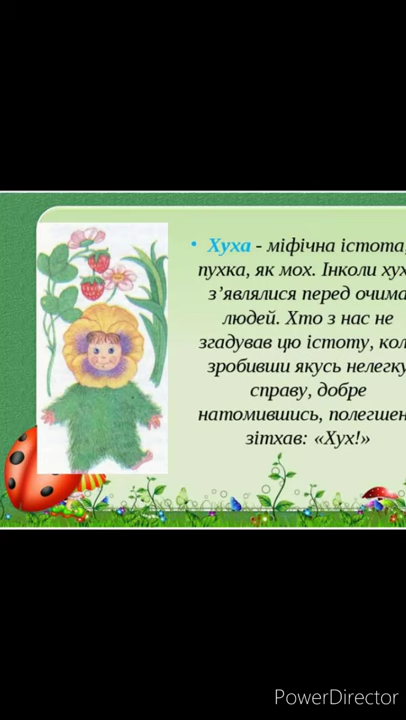 • Хуха - міфічна істота,
пухка, як мох. Інколи хух
з’являлися перед очима
людей. Хто з нас не
згадував цю істоту, кол
зробивши якусь нелегку
справу, добре
натомившись, полегшен
зітхав: «Хух!»
PowerDirector